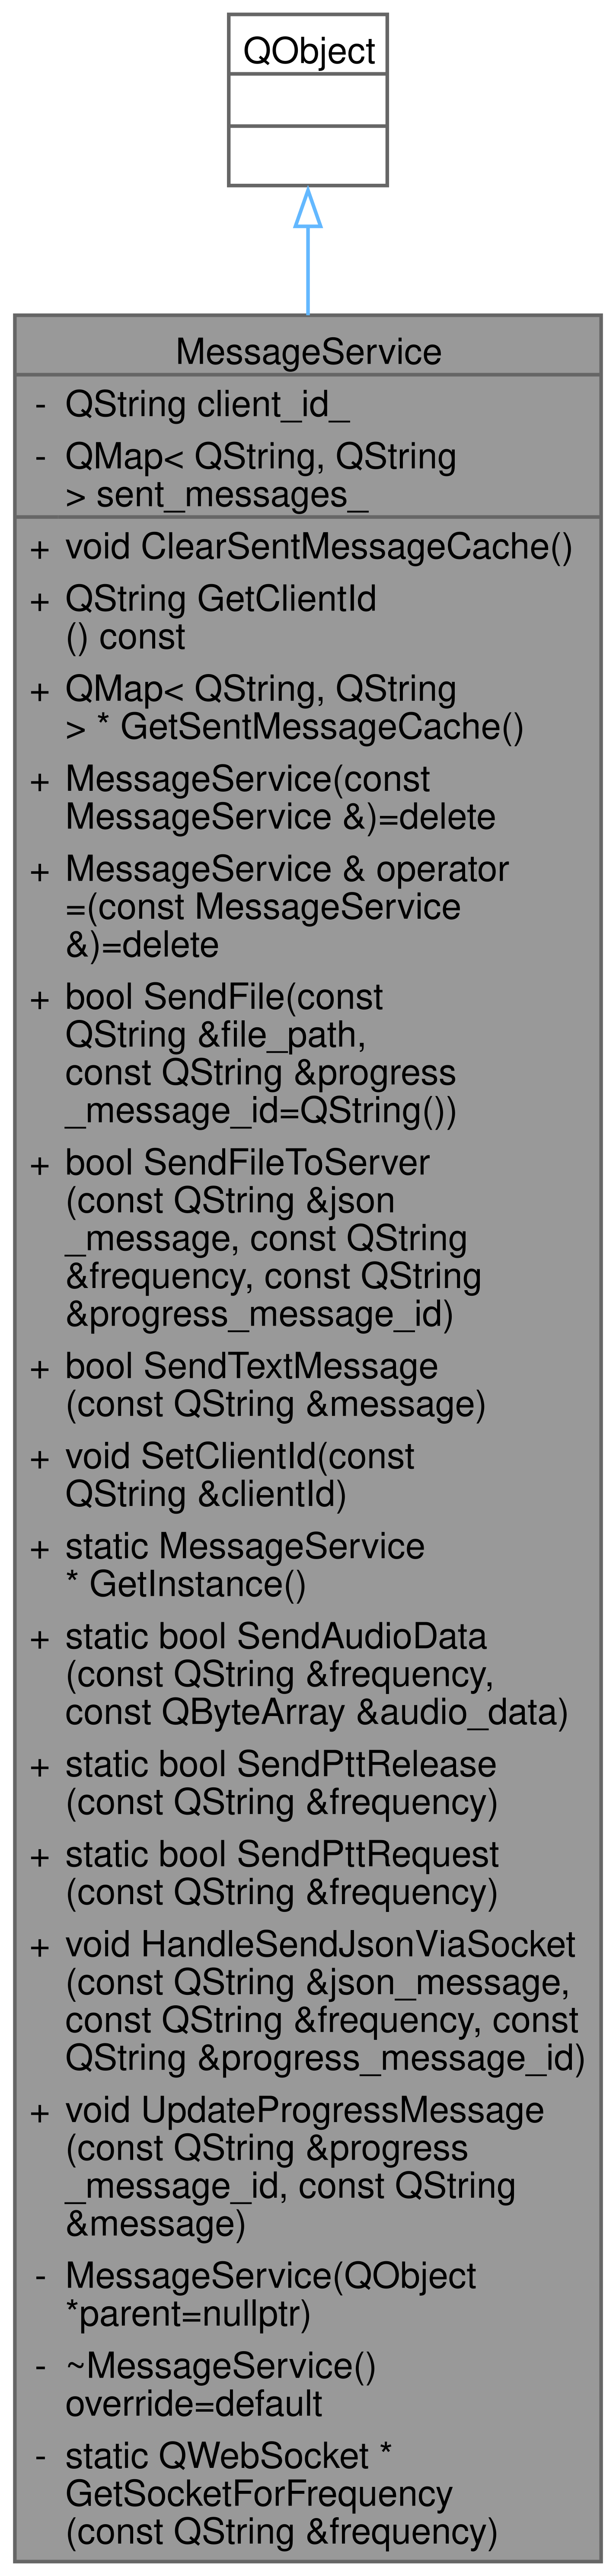 QObject
MessageService
- QString client_id_
- QMap< QString, QString
> sent_messages_
+ void ClearSentMessageCache()
+ QString GetClientId
() const
+ QMap< QString, QString
> * GetSentMessageCache()
+ MessageService(const
MessageService &)=delete
+ MessageService & operator
=(const MessageService
&)=delete
+ bool SendFile(const
QString &file_path,
const QString &progress
_message_id=QString())
+ bool SendFileToServer
(const QString &json
_message, const QString
&frequency, const QString
&progress_message_id)
+ bool SendTextMessage
(const QString &message)
+ void SetClientId(const
QString &clientId)
+ static MessageService
* GetInstance()
+ static bool SendAudioData
(const QString &frequency,
const QByteArray &audio_data)
+ static bool SendPttRelease
(const QString &frequency)
+ static bool SendPttRequest
(const QString &frequency)
+ void HandleSendJsonViaSocket
(const QString &json_message,
const QString &frequency, const
QString &progress_message_id)
+ void UpdateProgressMessage
(const QString &progress
_message_id, const QString
&message)
- MessageService(QObject
*parent=nullptr)
- ~MessageService()
override=default
- static QWebSocket *
GetSocketForFrequency
(const QString &frequency)